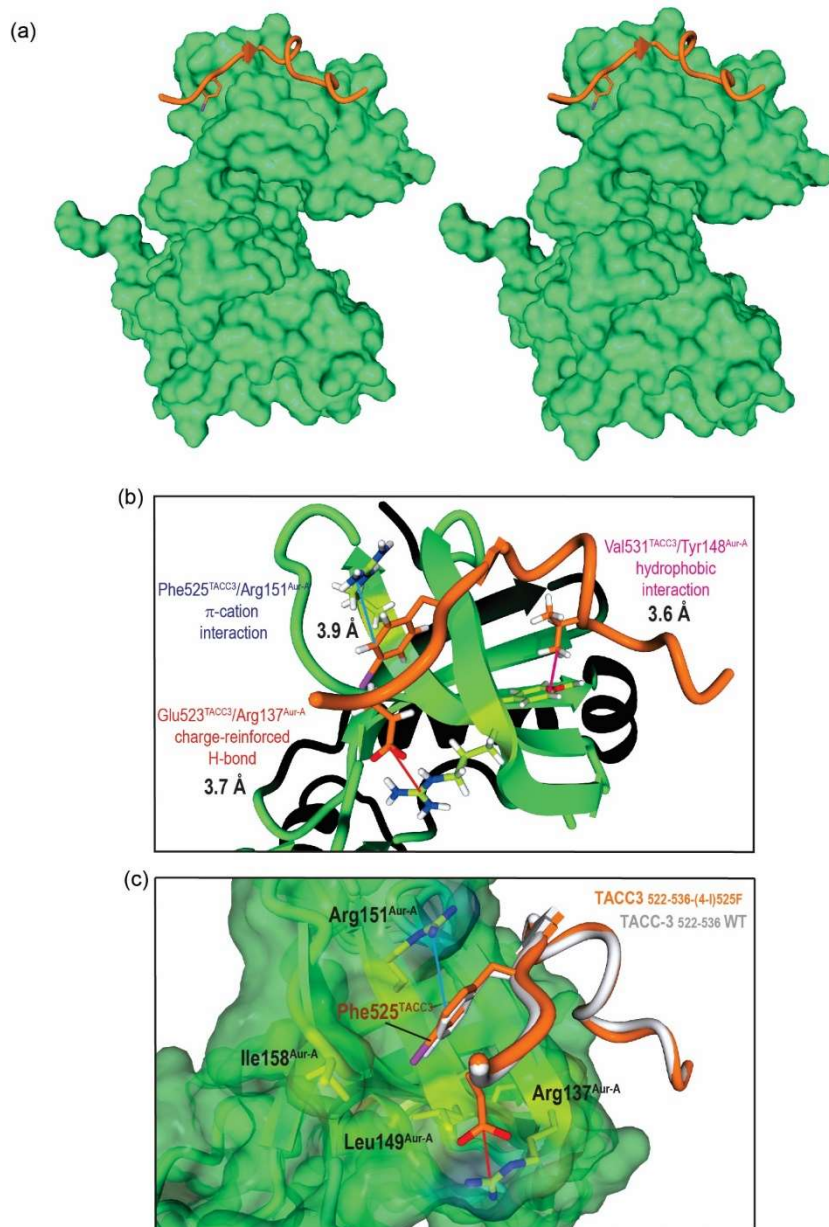 (a)
(b)
Phe525TACC3/Arg151Aur-A
π-cation
interaction
3.9 Å
Val531TACC3/Tyr148Aur-A
hydrophobic
interaction
3.6 Å
Glu523TACC3/Arg137Aur-A
charge-reinforced
H-bond
3.7 Å
(c)
TACC3 522-536-(4-I)525F
TACC-3 522-536 WT
Arg151Aur-A
Phe525TACC3
Ile158Aur-A
Arg137Aur-A
Leu149Aur-A